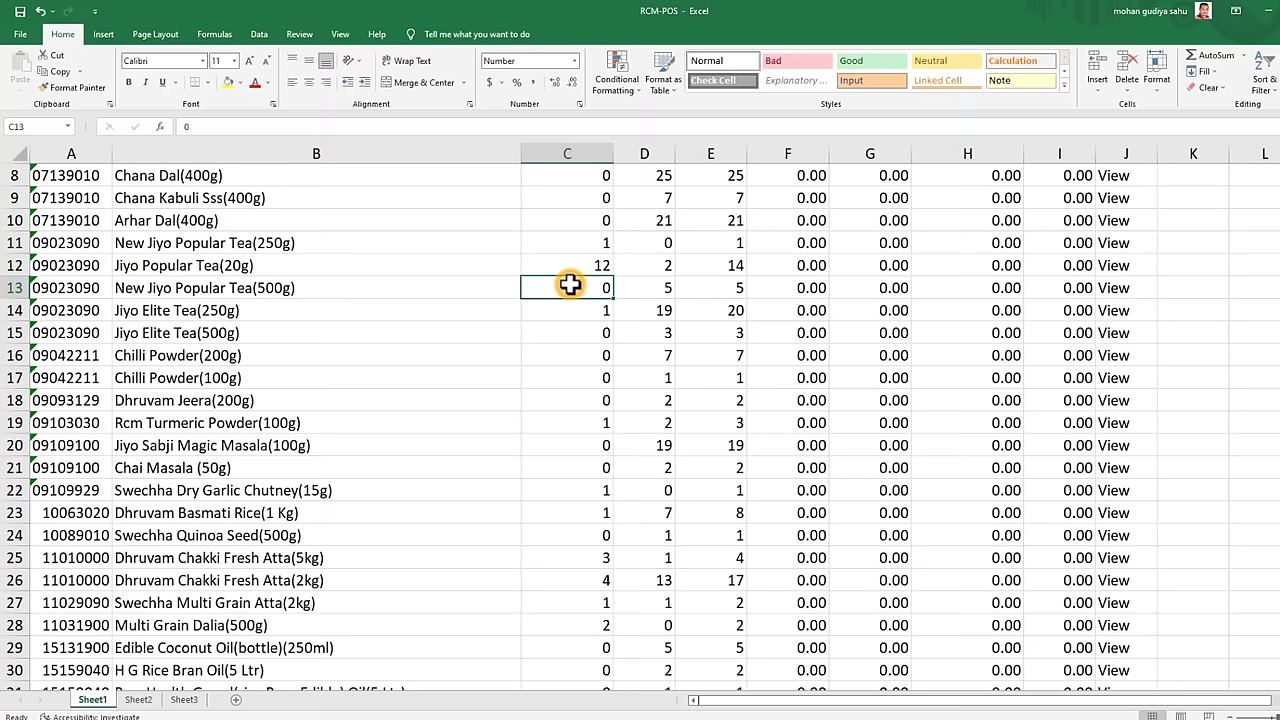 RCM-POS - Excel
mohan gudiya sahu
File Home Insert Page Layout Formulas Data Review View Help Tell me what you want to do
Cut
Copy
Format Painter
Paste
Clipboard
Calibri 11
B I U
Font
Wrap Text
Merge & Center
Alignment
Number
$ % ,
Number
Conditional Formatting
Format as Table
Normal Bad Good Neutral Calculation
Check Cell Explanatory ... Input Linked Cell Note
Styles
Insert Delete Format
Cells
AutoSum
Fill
Clear
Sort & Filter
Editing
C13 fx 0
A B C D E F G H I J K L
8 07139010 Chana Dal(400g) 0 25 25 0.00 0.00 0.00 0.00 View
9 07139010 Chana Kabuli Sss(400g) 0 7 7 0.00 0.00 0.00 0.00 View
10 07139010 Arhar Dal(400g) 0 21 21 0.00 0.00 0.00 0.00 View
11 09023090 New Jiyo Popular Tea(250g) 1 0 1 0.00 0.00 0.00 0.00 View
12 09023090 Jiyo Popular Tea(20g) 12 2 14 0.00 0.00 0.00 0.00 View
13 09023090 New Jiyo Popular Tea(500g) 0 5 5 0.00 0.00 0.00 0.00 View
14 09023090 Jiyo Elite Tea(250g) 1 19 20 0.00 0.00 0.00 0.00 View
15 09023090 Jiyo Elite Tea(500g) 0 3 3 0.00 0.00 0.00 0.00 View
16 09042211 Chilli Powder(200g) 0 7 7 0.00 0.00 0.00 0.00 View
17 09042211 Chilli Powder(100g) 0 1 1 0.00 0.00 0.00 0.00 View
18 09093129 Dhruvam Jeera(200g) 0 2 2 0.00 0.00 0.00 0.00 View
19 09103030 Rcm Turmeric Powder(100g) 1 2 3 0.00 0.00 0.00 0.00 View
20 09109100 Jiyo Sabji Magic Masala(100g) 0 19 19 0.00 0.00 0.00 0.00 View
21 09109100 Chai Masala (50g) 0 2 2 0.00 0.00 0.00 0.00 View
22 09109929 Swechha Dry Garlic Chutney(15g) 1 0 1 0.00 0.00 0.00 0.00 View
23 10063020 Dhruvam Basmati Rice(1 Kg) 1 7 8 0.00 0.00 0.00 0.00 View
24 10089010 Swechha Quinoa Seed(500g) 0 1 1 0.00 0.00 0.00 0.00 View
25 11010000 Dhruvam Chakki Fresh Atta(5kg) 3 1 4 0.00 0.00 0.00 0.00 View
26 11010000 Dhruvam Chakki Fresh Atta(2kg) 4 13 17 0.00 0.00 0.00 0.00 View
27 11029090 Swechha Multi Grain Atta(2kg) 1 1 2 0.00 0.00 0.00 0.00 View
28 11031900 Multi Grain Dalia(500g) 2 0 2 0.00 0.00 0.00 0.00 View
29 15131900 Edible Coconut Oil(bottle)(250ml) 0 5 5 0.00 0.00 0.00 0.00 View
30 15159040 H G Rice Bran Oil(5 Ltr) 0 2 2 0.00 0.00 0.00 0.00 View
Sheet1 Sheet2 Sheet3
Ready Accessibility: Investigate